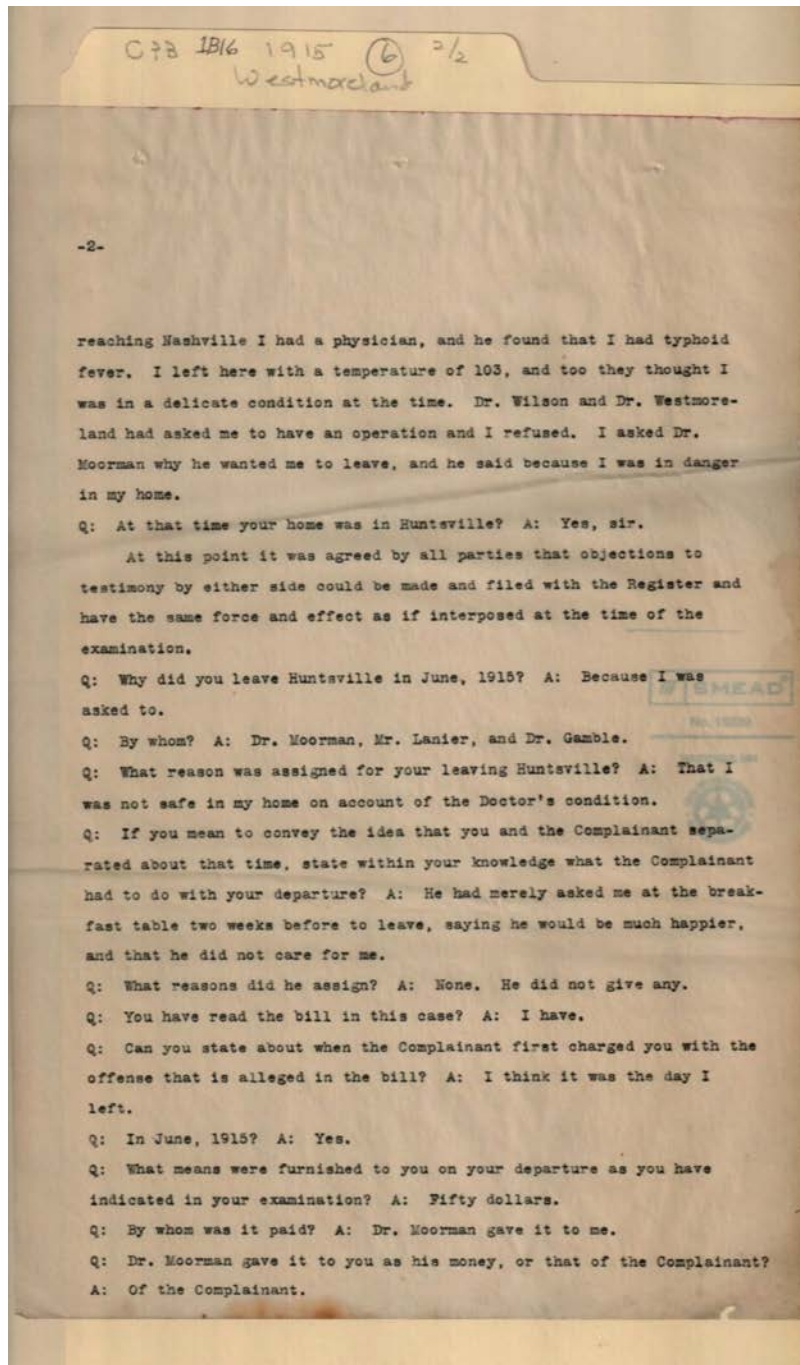 C73 1B16 1915 6 2/2
Westmoreland
-2-
reaching Nashville I had a physician, and he found that I had typhoid
fever. I left here with a temperature of 103, and too they thought I
was in a delicate condition at the time. Dr. Wilson and Dr. Westmore-
land had asked me to have an operation and I refused. I asked Dr.
Moorman why he wanted me to leave, and he said because I was in danger
in my home.
Q: At that time your home was in Huntsville? A: Yes, sir.
At this point it was agreed by all parties that objections to
testimony by either side could be made and filed with the Register and
have the same force and effect as if interposed at the time of the
examination.
Q: Why did you leave Huntsville in June, 1915? A: Because I was
asked to.
SMEAD
Q: By whom? A: Dr. Moorman, Mr. Lanier, and Dr. Gamble.
Q: What reason was assigned for your leaving Huntsville? A: That I
was not safe in my home on account of the Doctor's condition.
Q: If you mean to convey the idea that you and the Complainant sepa-
rated about that time, state within your knowledge what the Complainant
had to do with your departure? A: He had merely asked me at the break-
fast table two weeks before to leave, saying he would be much happier,
and that he did not care for me.
Q: What reasons did he assign? A: None. He did not give any.
Q: You have read the bill in this case? A: I have.
Q: Can you state about when the Complainant first charged you with the
offense that is alleged in the bill? A: I think it was the day I
left.
Q: In June, 1915? A: Yes.
Q: What means were furnished to you on your departure as you have
indicated in your examination? A: Fifty dollars.
Q: By whom was it paid? A: Dr. Moorman gave it to me.
Q: Dr. Moorman gave it to you as his money, or that of the Complainant?
A: Of the Complainant.